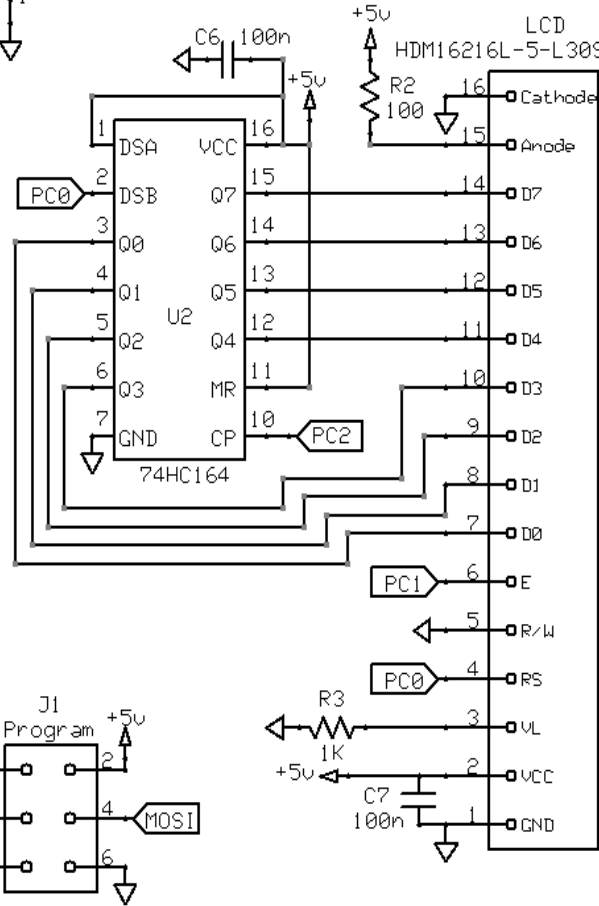 +5v
LCD
HDM16216L-5-L30S
C6 100n
+5v
R2
100
1 DSA
2 DSB
3 Q0
4 Q1
5 Q2
6 Q3
7 GND
16 VCC
15 Q7
14 Q6
13 Q5
12 Q4
11 MR
10 CP
U2
74HC164
PC0
PC2
16 Cathode
15 Anode
14 D7
13 D6
12 D5
11 D4
10 D3
9 D2
8 D1
7 D0
6 E
5 R/W
4 RS
3 VL
2 VCC
1 GND
PC1
PC0
R3
1K
+5v
C7
100n
J1
Program
+5v
2
4
6
MOSI